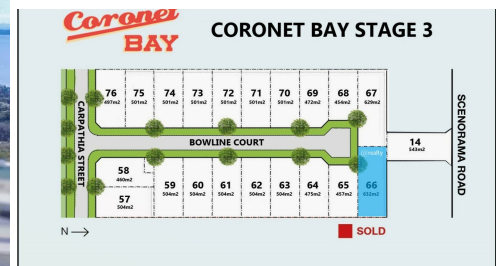 Coronet
BAY
CORONET BAY STAGE 3
76 75 74 73 72 71 70 69 68 67
497m2 501m2 501m2 501m2 501m2 501m2 501m2 472m2 454m2 629m2
CARPATHIA STREET
BOWLINE COURT
14
543m2
SCENORAMA ROAD
58
460m2
57
504m2
59 60 61 62 63 64 65 66
504m2 504m2 504m2 504m2 504m2 475m2 457m2 632m2
N
SOLD